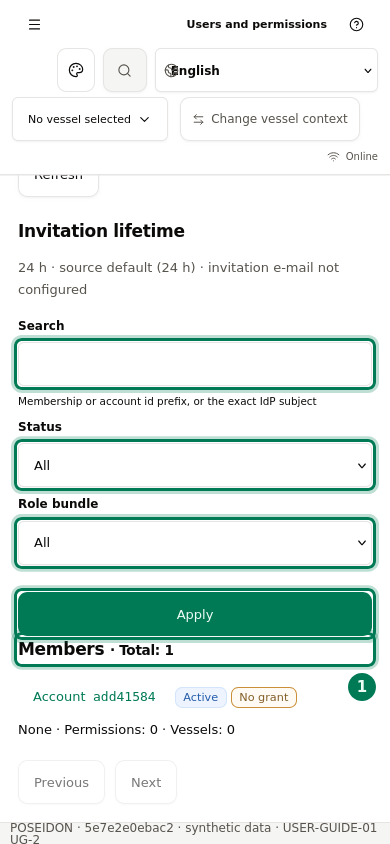 Users and permissions
English
No vessel selected
Change vessel context
Online
Refresh
Invitation lifetime
24 h · source default (24 h) · invitation e-mail not
configured
Search
Membership or account id prefix, or the exact IdP subject
Status
All
Role bundle
All
Apply
Members · Total: 1
1
Account add41584 Active No grant
None · Permissions: 0 · Vessels: 0
Previous Next
POSEIDON · 5e7e2e0ebac2 · synthetic data · USER-GUIDE-01
UG-2